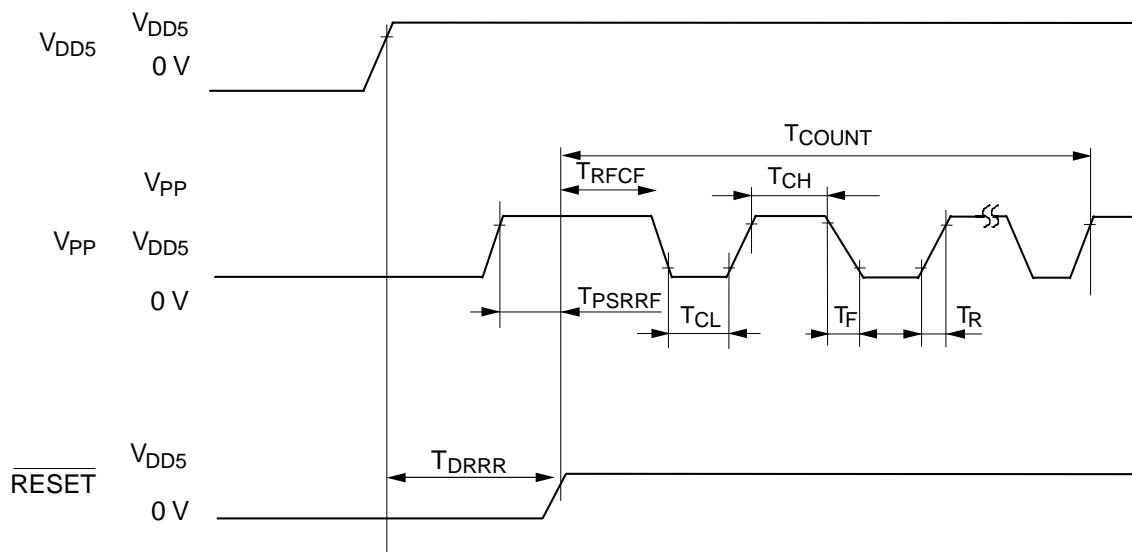 VDD5
VDD5
0 V
TCOUNT
TRFCF
TCH
VPP
VPP
VDD5
0 V
TPSRRF
TCL
TF
TR
RESET
VDD5
0 V
TDRRR